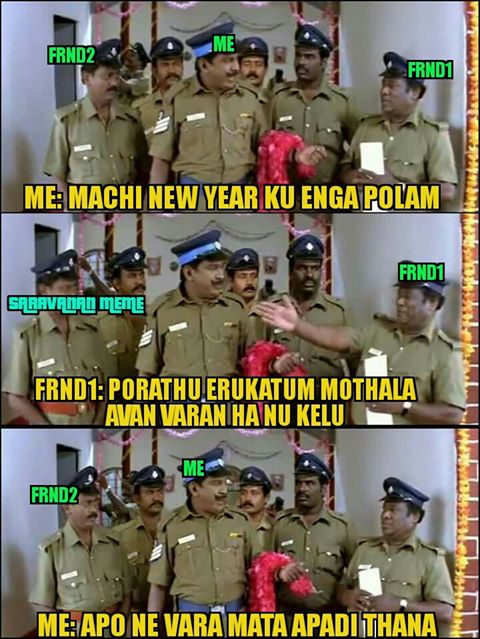 FRND2
ME
FRND1
ME: MACHI NEW YEAR KU ENGA POLAM
FRND1
SARAVANAN MEME
FRND1: PORATHU ERUKATUM MOTHALA
AVAN VARAN HA NU KELU
ME
FRND2
ME: APO NE VARA MATA APADI THANA